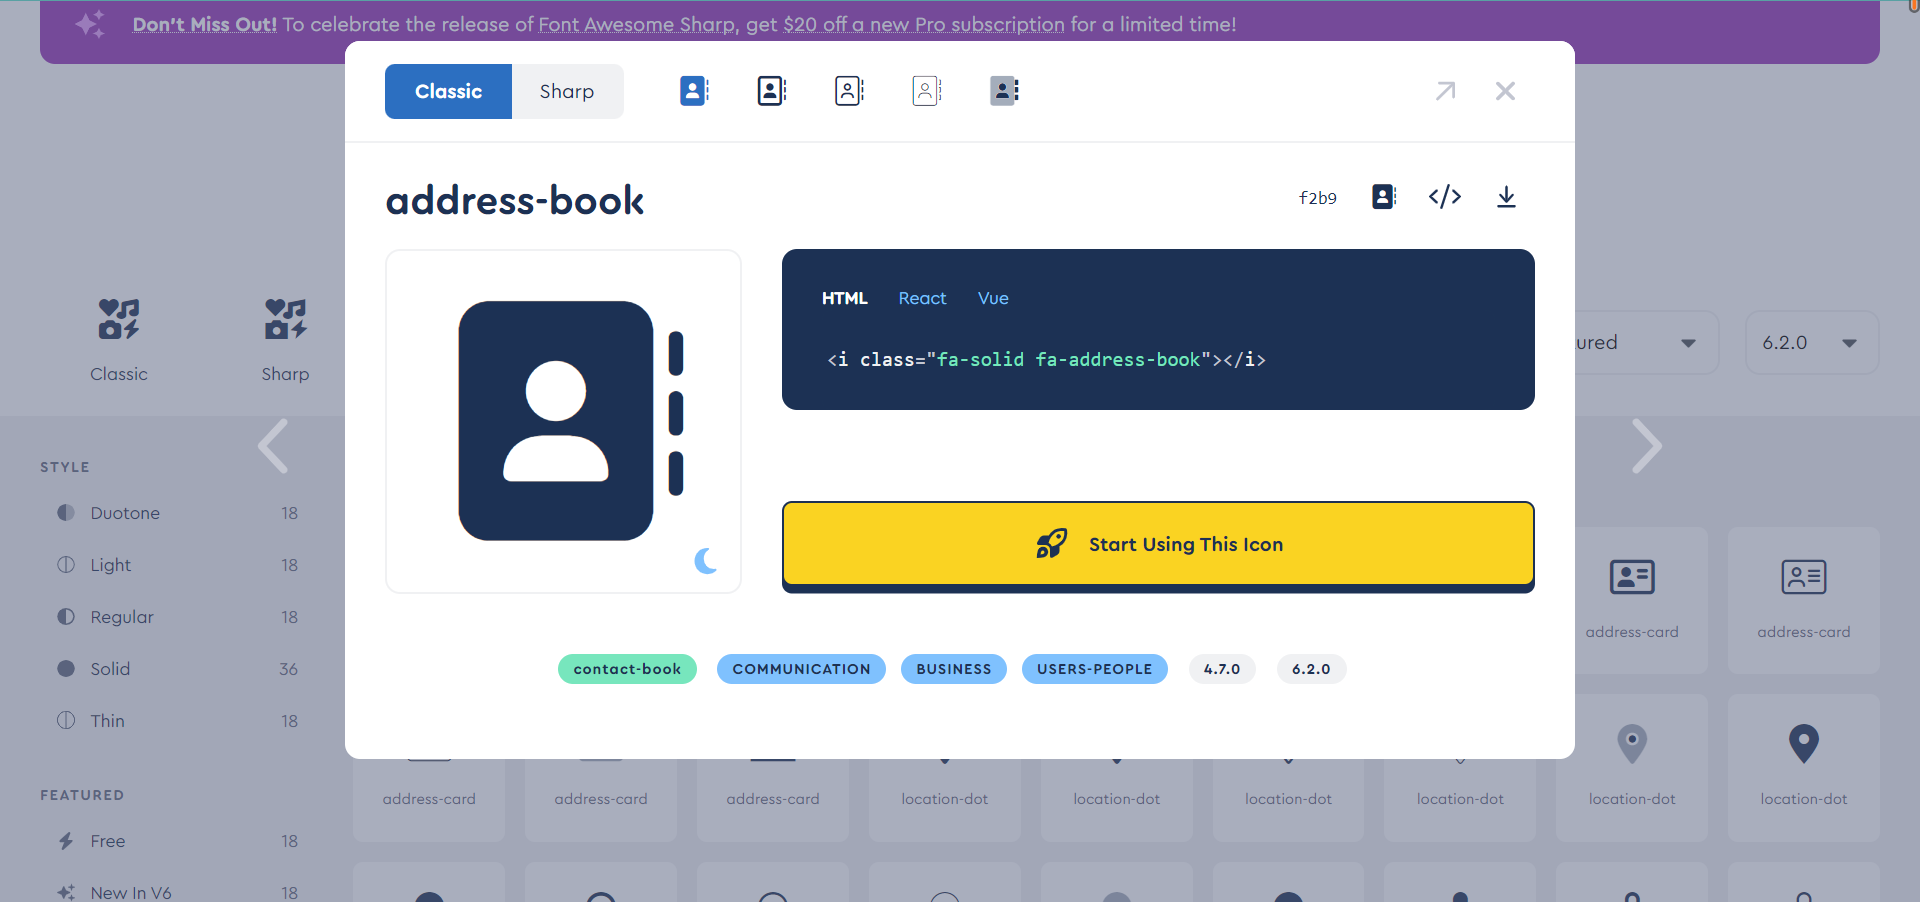 Don't Miss Out! To celebrate the release of Font Awesome Sharp, get $20 off a new Pro subscription for a limited time!
Classic
Sharp
address-book
f2b9
HTML React Vue
<i class="fa-solid fa-address-book"></i>
Start Using This Icon
contact-book COMMUNICATION BUSINESS USERS-PEOPLE 4.7.0 6.2.0
Classic
Sharp
ured
6.2.0
STYLE
Duotone 18
Light 18
Regular 18
Solid 36
Thin 18
FEATURED
Free 18
New In V6 18
address-card
address-card
address-card
address-card
address-card
location-dot
location-dot
location-dot
location-dot
location-dot
location-dot